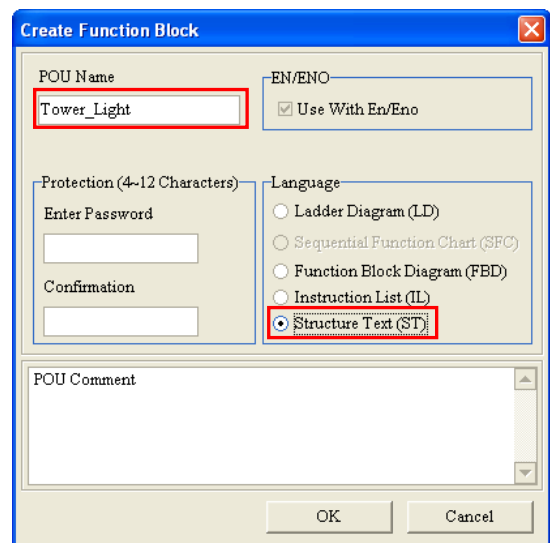 Create Function Block
POU Name
Tower_Light
EN/ENO
Use With En/Eno
Protection (4~12 Characters)
Enter Password
Confirmation
Language
Ladder Diagram (LD)
Sequential Function Chart (SFC)
Function Block Diagram (FBD)
Instruction List (IL)
Structure Text (ST)
POU Comment
OK
Cancel